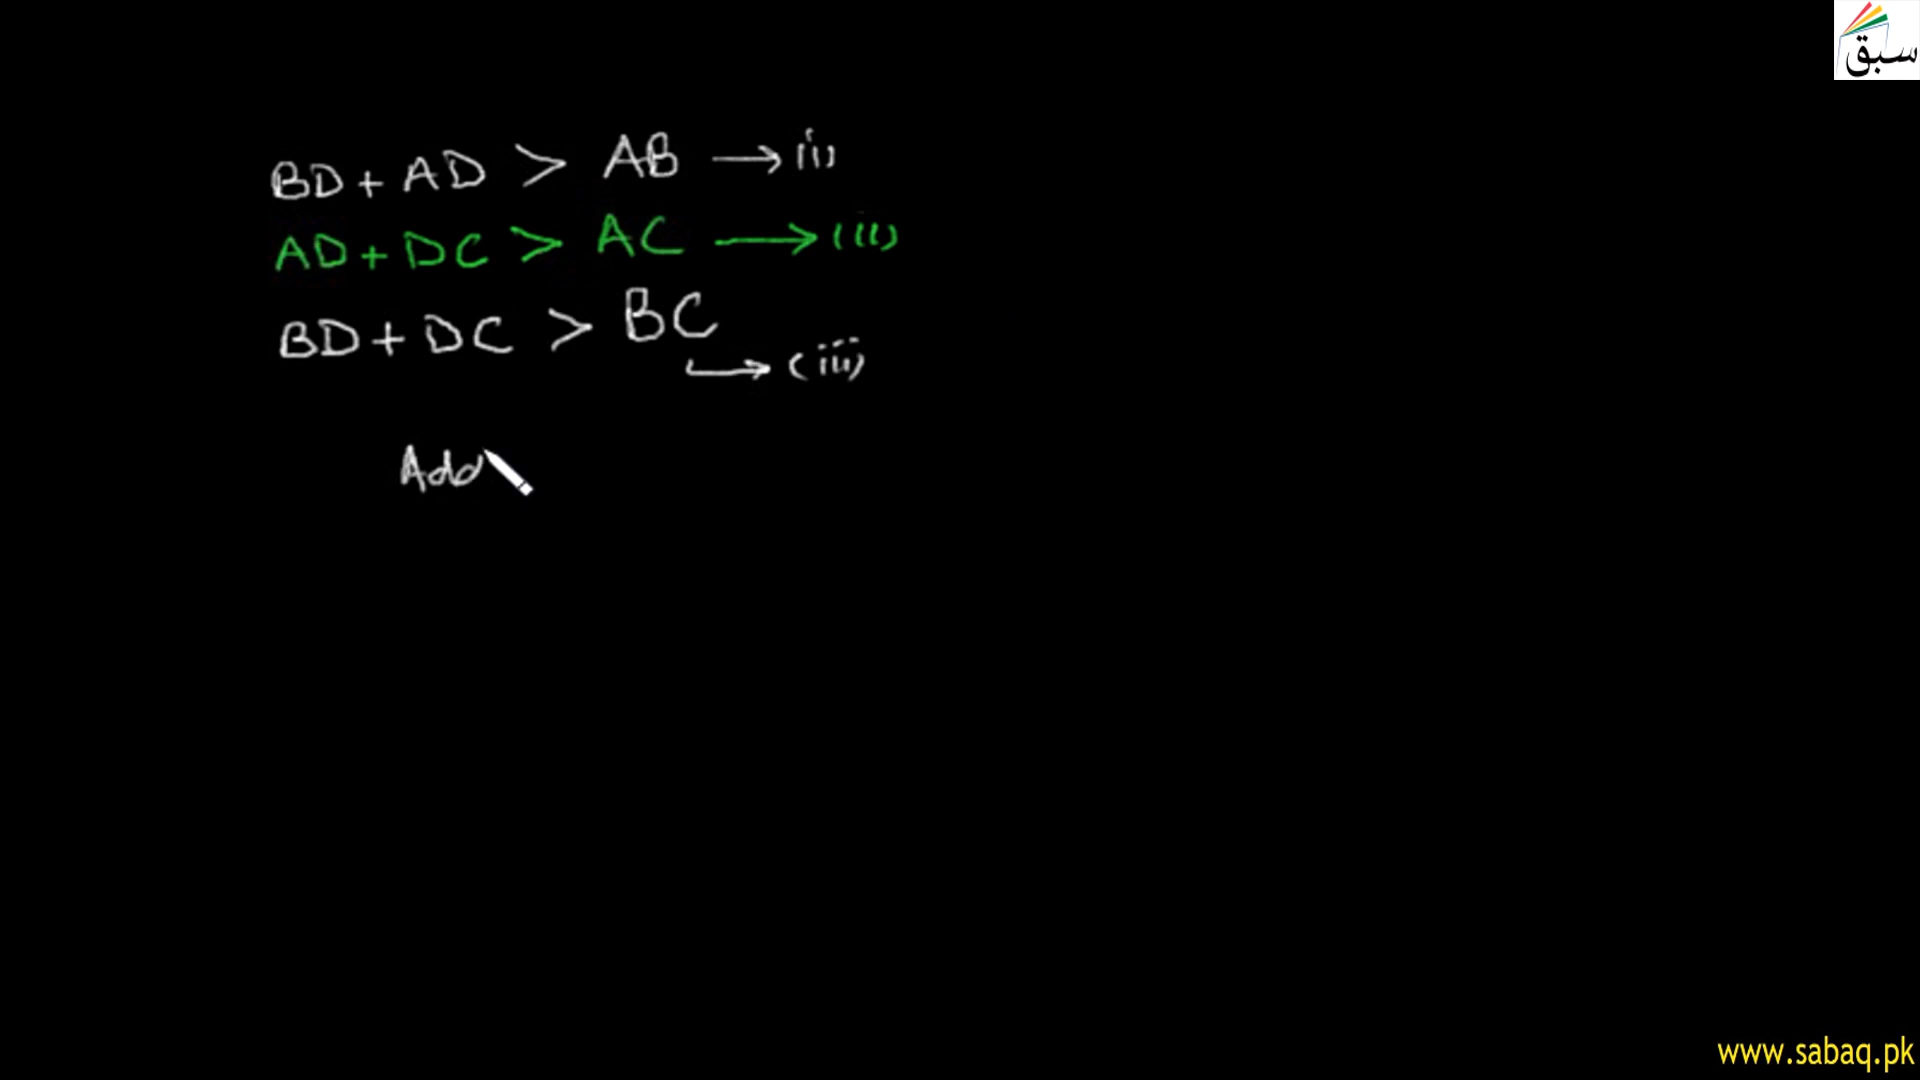 سبق
BD + AD > AB → (i)
AD + DC > AC → (ii)
BD + DC > BC
→ (iii)
Add
www.sabaq.pk